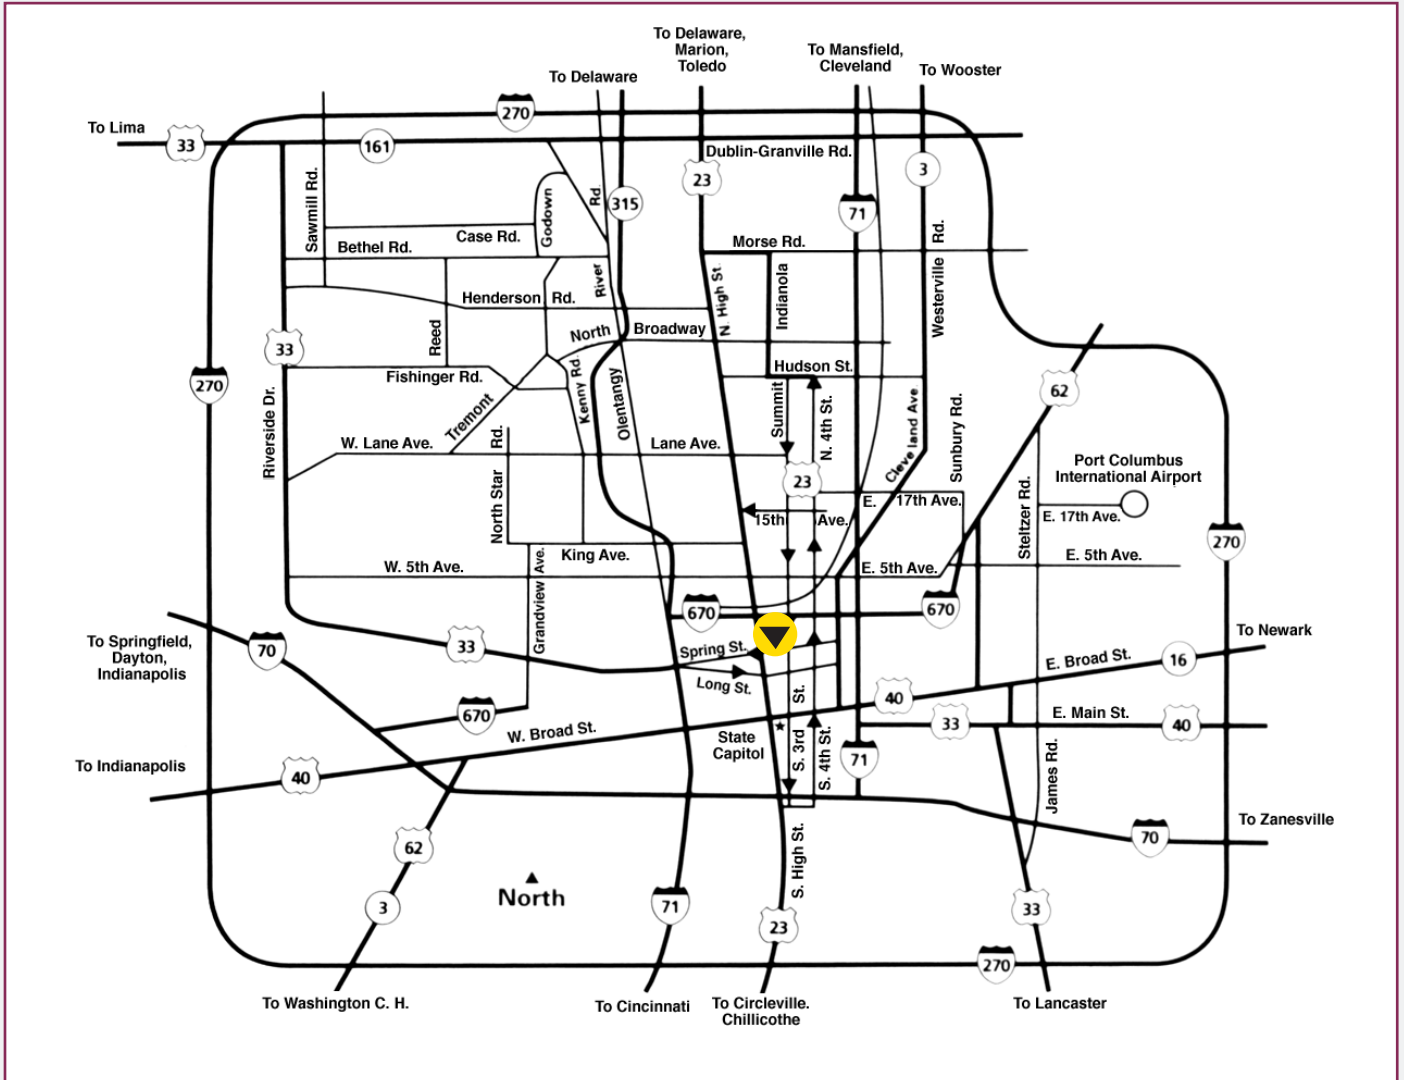 To Delaware,
Marion,
Toledo
To Mansfield,
Cleveland
To Delaware
To Wooster
270
To Lima
33
161
Dublin-Granville Rd.
23
3
Sawmill Rd.
Godown
Rd.
315
71
Case Rd.
Bethel Rd.
Morse Rd.
Westerville Rd.
River
N. High St.
Indianola
Henderson Rd.
North Broadway
Reed
33
270
Fishinger Rd.
Hudson St.
62
Kenny Rd.
Olentangy
Tremont
Summit
N. 4th St.
Cleveland Ave.
Sunbury Rd.
Riverside Dr.
W. Lane Ave.
Rd.
Lane Ave.
Port Columbus
International Airport
23
North Star
E. 17th Ave.
Steltzer Rd.
E. 17th Ave.
15th Ave.
270
King Ave.
W. 5th Ave.
E. 5th Ave.
E. 5th Ave.
Grandview Ave.
670
670
To Springfield,
Dayton,
Indianapolis
70
33
Spring St.
To Newark
16
E. Broad St.
Long St.
St.
40
670
33
E. Main St.
40
W. Broad St.
State
Capitol
S. 3rd
S. 4th St.
71
To Indianapolis
40
James Rd.
To Zanesville
70
62
S. High St.
North
3
71
23
33
270
To Washington C. H.
To Cincinnati
To Circleville.
Chillicothe
To Lancaster